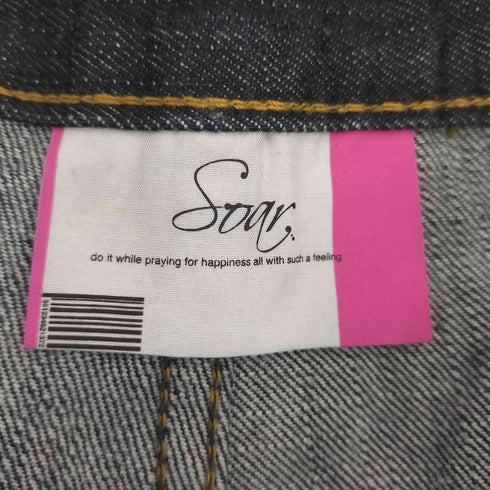 Soar.
do it while praying for happiness all with such a feeling